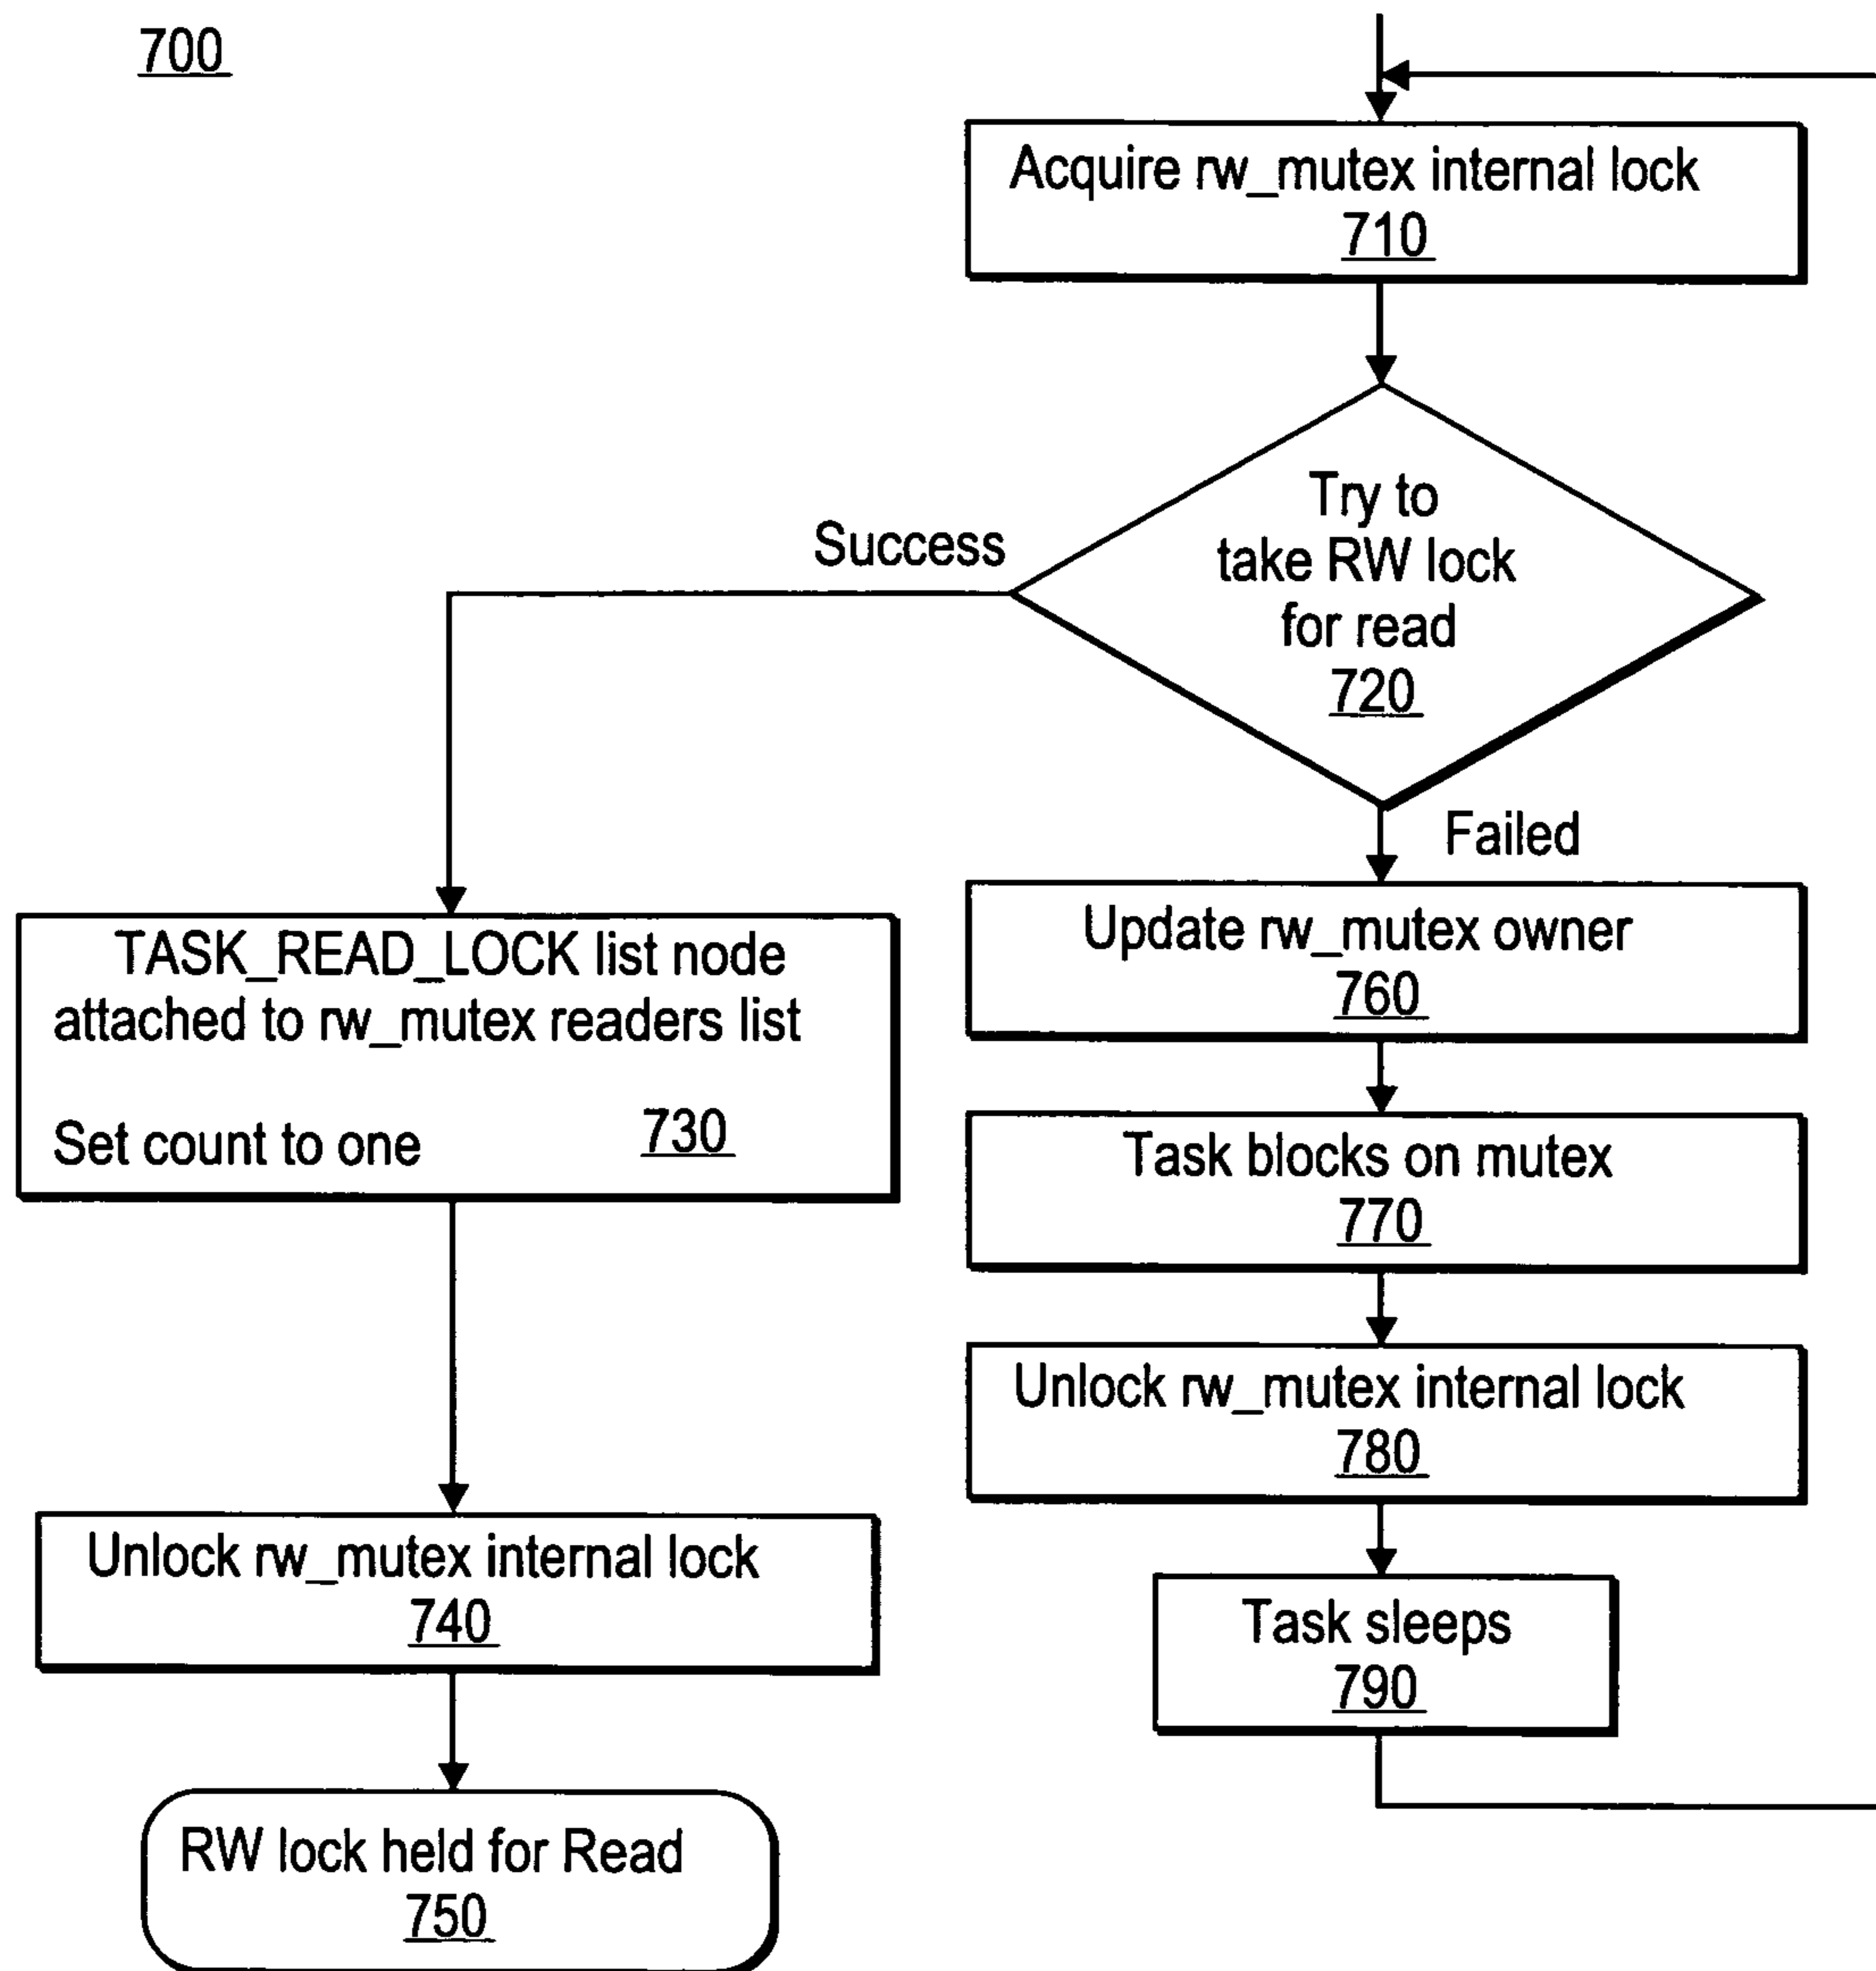 700
Acquire rw_mutex internal lock
710
Try to
take RW lock
for read
720
Success
Failed
TASK_READ_LOCK list node
attached to rw_mutex readers list
Set count to one 730
Unlock rw_mutex internal lock
740
RW lock held for Read
750
Update rw_mutex owner
760
Task blocks on mutex
770
Unlock rw_mutex internal lock
780
Task sleeps
790